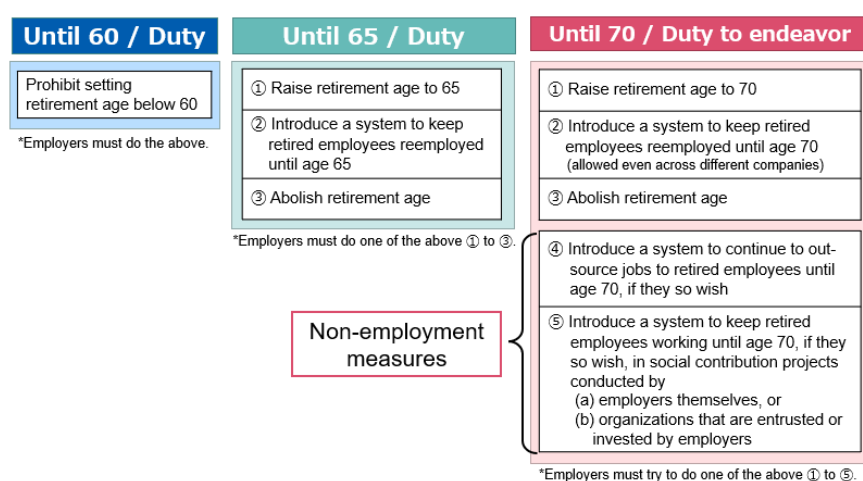 Until 60 / Duty
Prohibit setting
retirement age below 60
*Employers must do the above.
Until 65 / Duty
① Raise retirement age to 65
② Introduce a system to keep
retired employees reemployed
until age 65
③ Abolish retirement age
*Employers must do one of the above ① to ③.
Until 70 / Duty to endeavor
① Raise retirement age to 70
② Introduce a system to keep retired
employees reemployed until age 70
(allowed even across different companies)
③ Abolish retirement age
Non-employment
measures
④ Introduce a system to continue to out-
source jobs to retired employees until
age 70, if they so wish
⑤ Introduce a system to keep retired
employees working until age 70, if they
so wish, in social contribution projects
conducted by
(a) employers themselves, or
(b) organizations that are entrusted or
invested by employers
*Employers must try to do one of the above ① to ⑤.